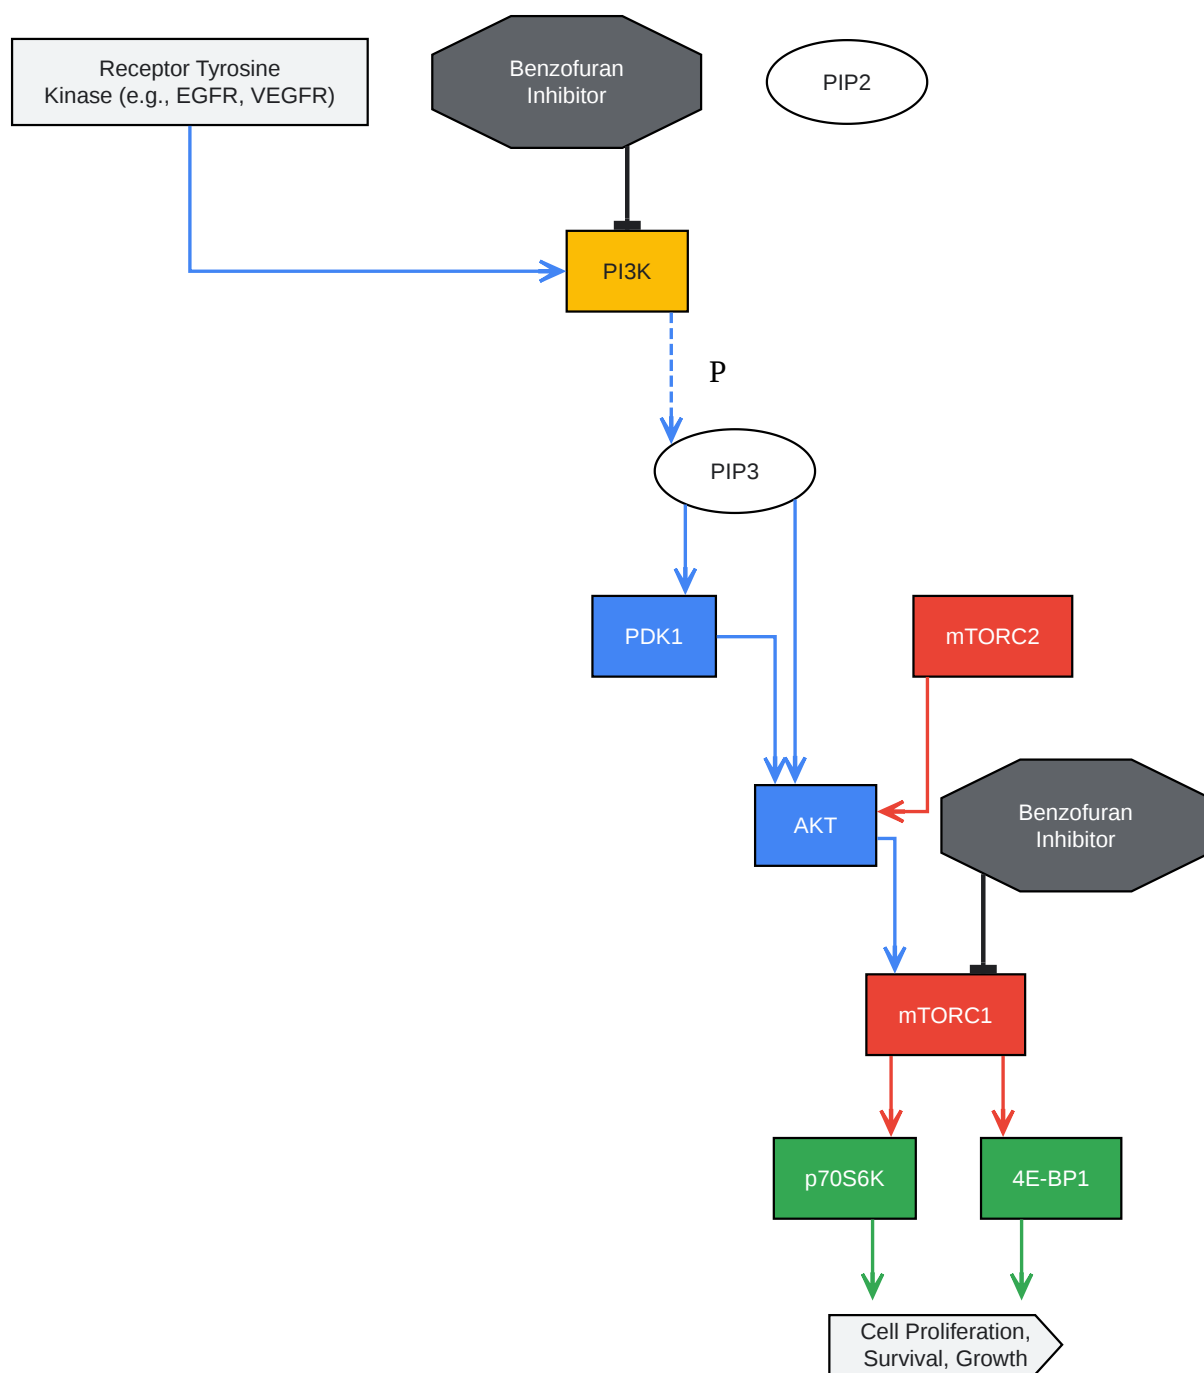 Receptor Tyrosine
Kinase (e.g., EGFR, VEGFR)
Benzofuran
Inhibitor
PIP2
PI3K
P
PIP3
PDK1
mTORC2
AKT
Benzofuran
Inhibitor
mTORC1
p70S6K
4E-BP1
Cell Proliferation,
Survival, Growth